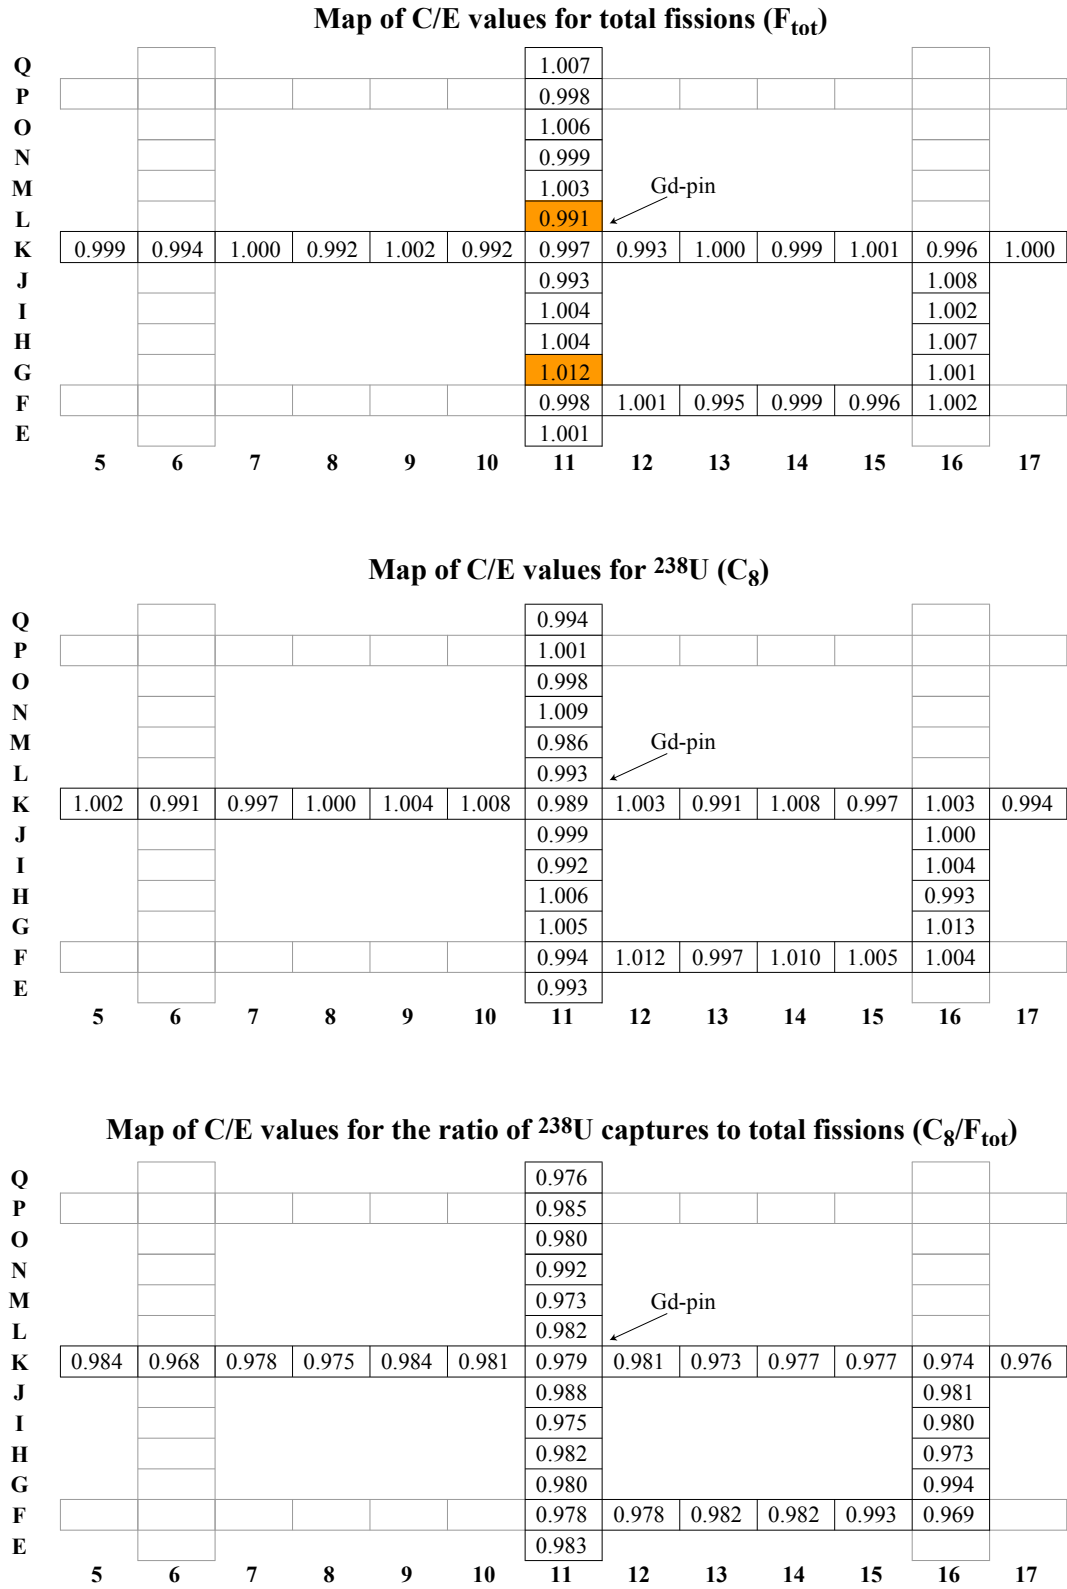 Map of C/E values for total fissions (Ftot)
Q 1.007
P 0.998
O 1.006
N 0.999
M 1.003 Gd-pin
L 0.991
K 0.999 0.994 1.000 0.992 1.002 0.992 0.997 0.993 1.000 0.999 1.001 0.996 1.000
J 0.993 1.008
I 1.004 1.002
H 1.004 1.007
G 1.012 1.001
F 0.998 1.001 0.995 0.999 0.996 1.002
E 1.001
5 6 7 8 9 10 11 12 13 14 15 16 17
Map of C/E values for 238U (C8)
Q 0.994
P 1.001
O 0.998
N 1.009
M 0.986 Gd-pin
L 0.993
K 1.002 0.991 0.997 1.000 1.004 1.008 0.989 1.003 0.991 1.008 0.997 1.003 0.994
J 0.999 1.000
I 0.992 1.004
H 1.006 0.993
G 1.005 1.013
F 0.994 1.012 0.997 1.010 1.005 1.004
E 0.993
5 6 7 8 9 10 11 12 13 14 15 16 17
Map of C/E values for the ratio of 238U captures to total fissions (C8/Ftot)
Q 0.976
P 0.985
O 0.980
N 0.992
M 0.973 Gd-pin
L 0.982
K 0.984 0.968 0.978 0.975 0.984 0.981 0.979 0.981 0.973 0.977 0.977 0.974 0.976
J 0.988 0.981
I 0.975 0.980
H 0.982 0.973
G 0.980 0.994
F 0.978 0.978 0.982 0.982 0.993 0.969
E 0.983
5 6 7 8 9 10 11 12 13 14 15 16 17